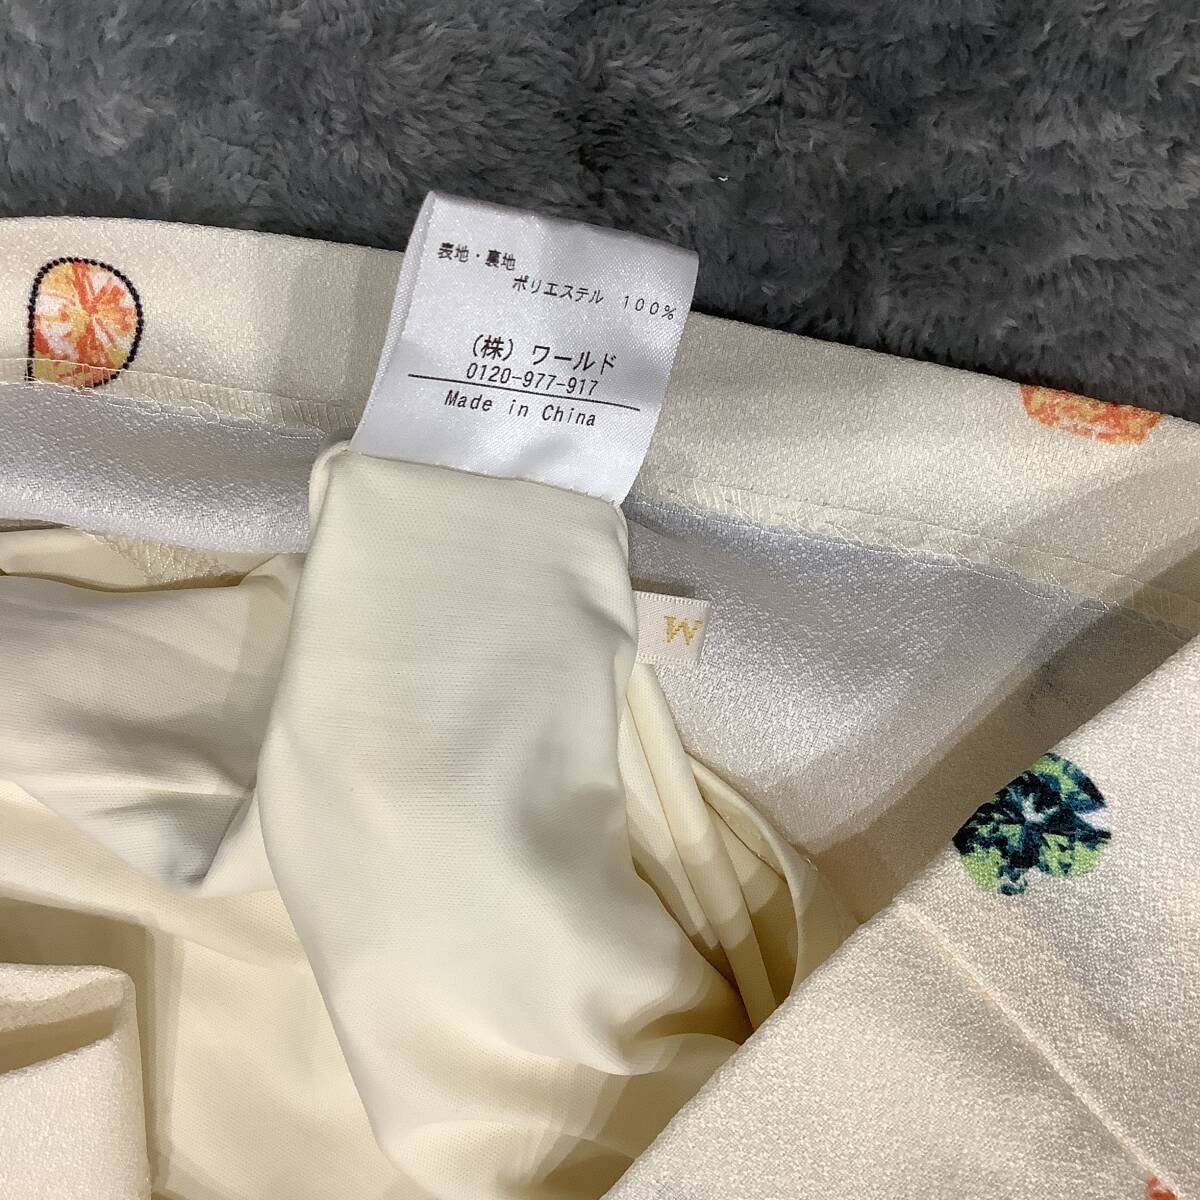 表地・裏地
ポリエステル 100%
(株) ワールド
0120-977-917
Made in China